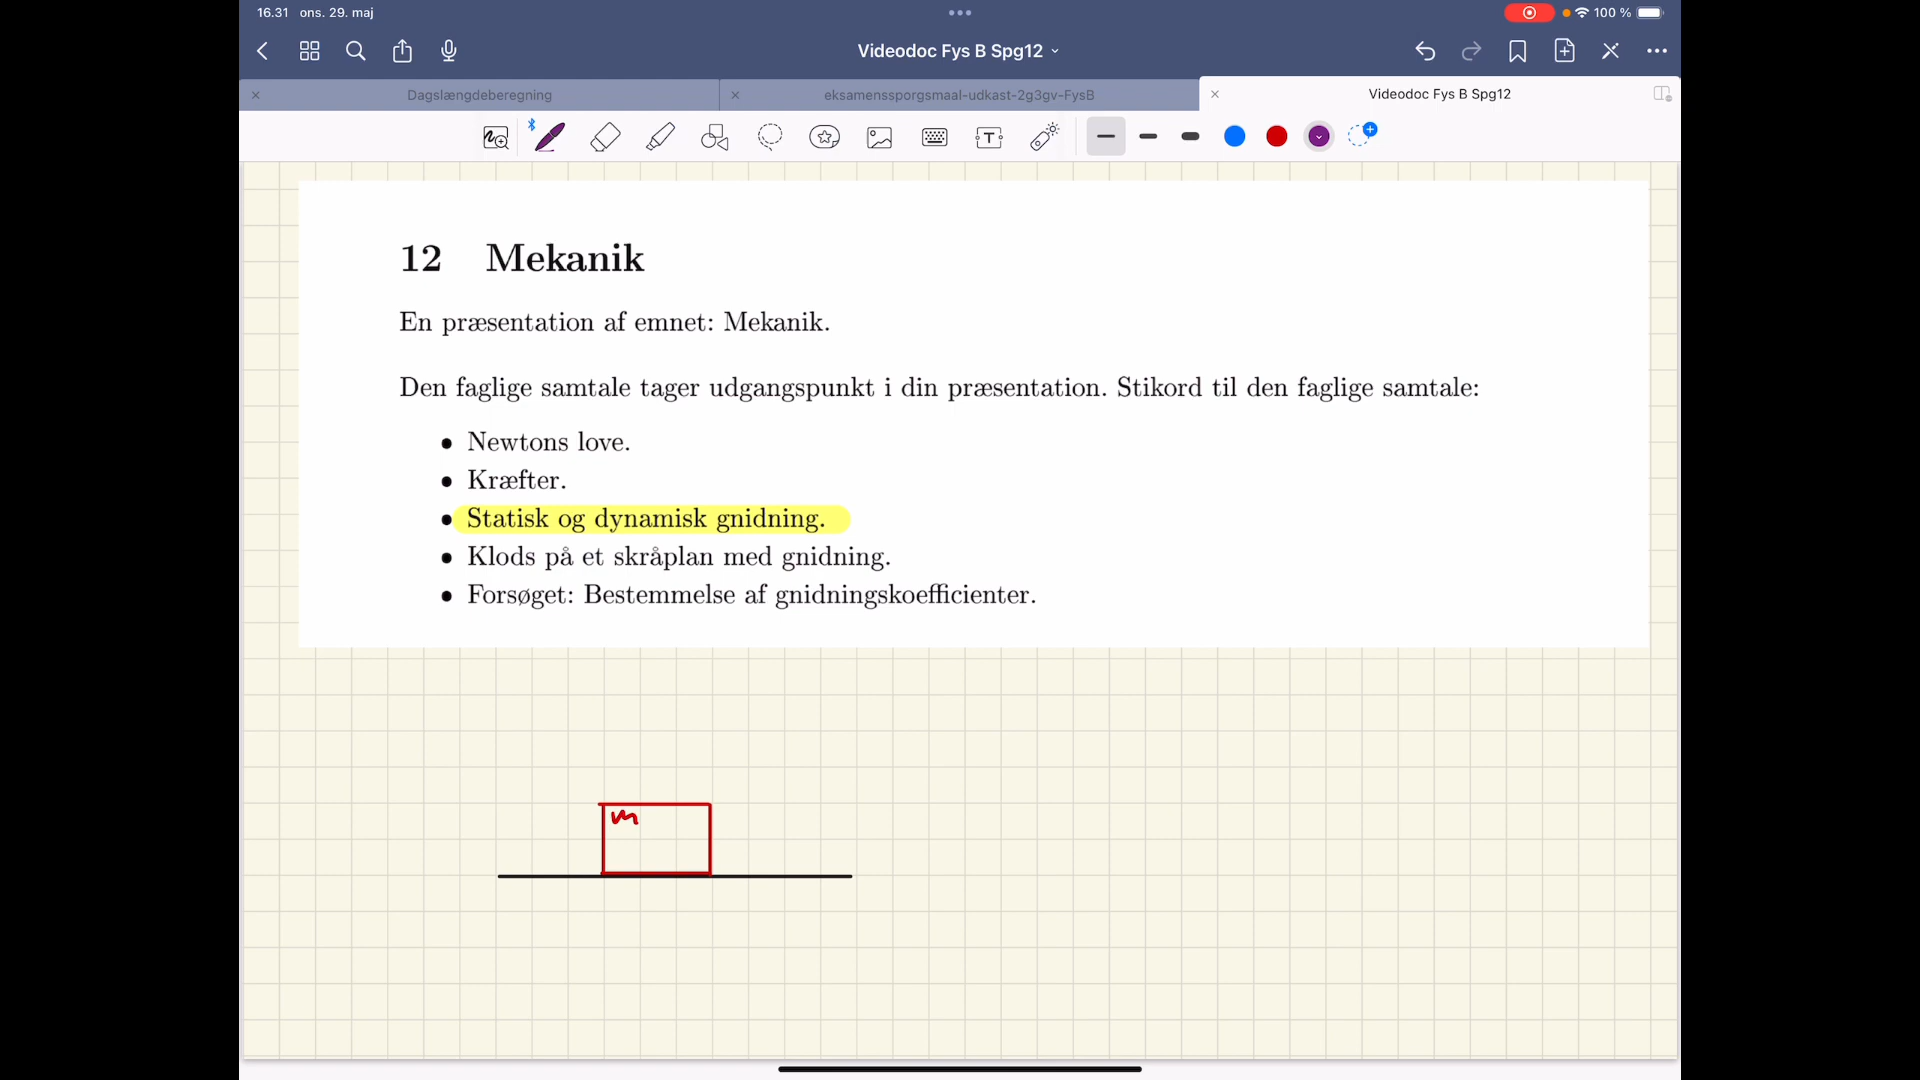 16.31 ons. 29. maj
100 %
Videodoc Fys B Spg12
Dagslængdeberegning
eksamenssporgsmaal-udkast-2g3gv-FysB
Videodoc Fys B Spg12
12 Mekanik
En præsentation af emnet: Mekanik.
Den faglige samtale tager udgangspunkt i din præsentation. Stikord til den faglige samtale:
• Newtons love.
• Kræfter.
• Statisk og dynamisk gnidning.
• Klods på et skråplan med gnidning.
• Forsøget: Bestemmelse af gnidningskoefficienter.
m